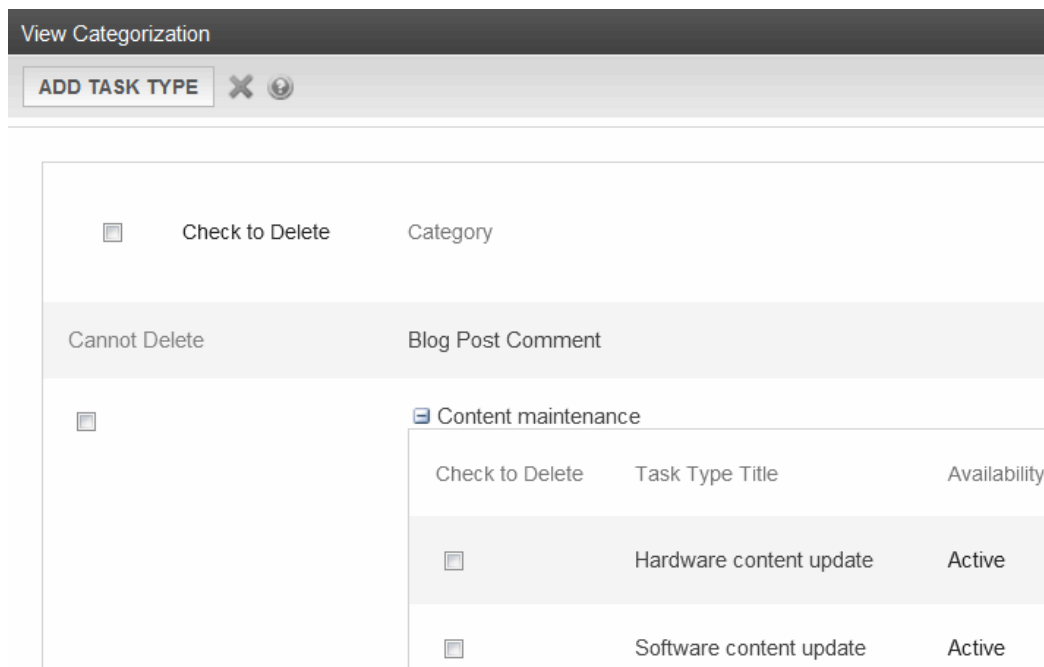 View Categorization
ADD TASK TYPE
Check to Delete Category
Cannot Delete Blog Post Comment
Content maintenance
Check to Delete Task Type Title Availability
Hardware content update Active
Software content update Active